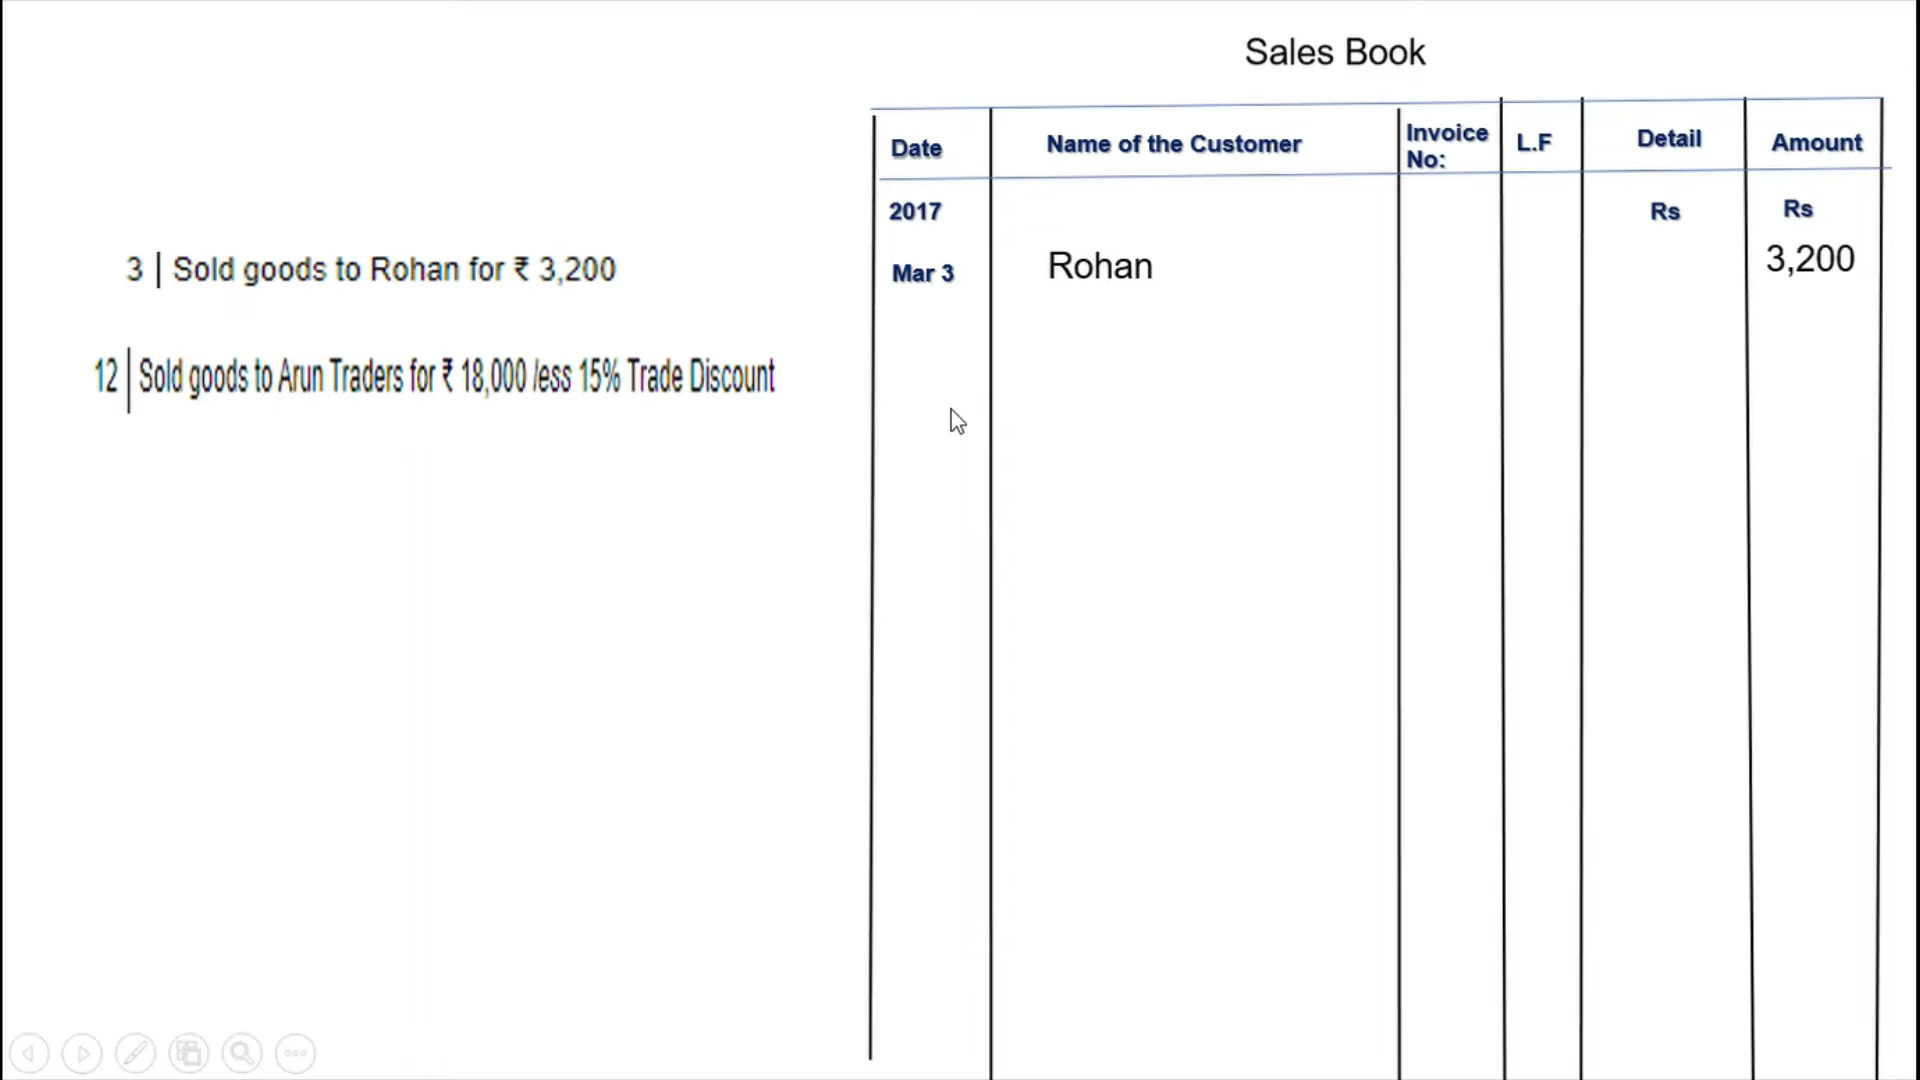 Sales Book
3 | Sold goods to Rohan for ₹ 3,200
12 | Sold goods to Arun Traders for ₹ 18,000 less 15% Trade Discount
Date Name of the Customer Invoice No: L.F Detail Amount
2017 Rs Rs
Mar 3 Rohan 3,200